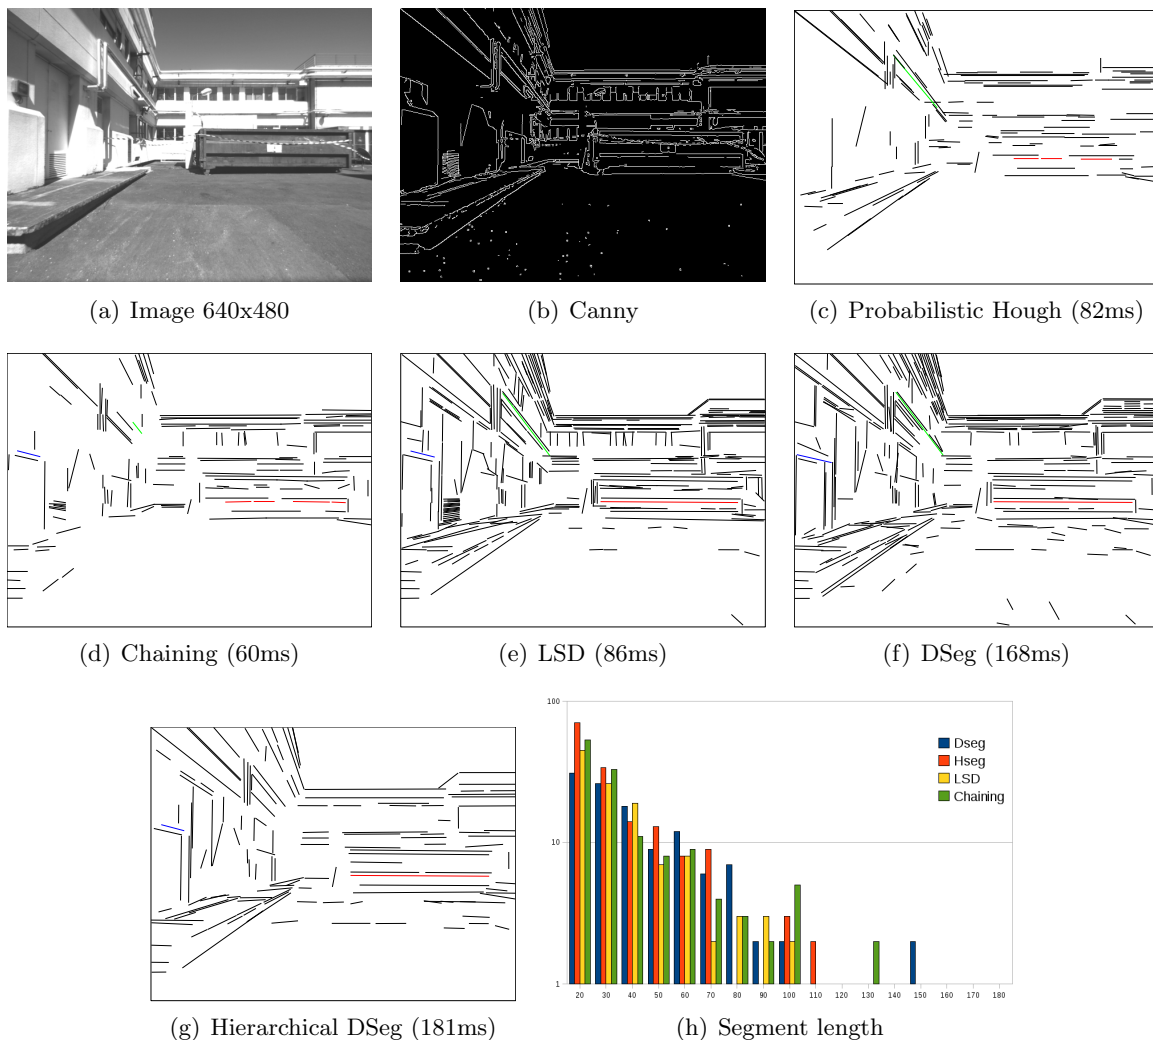 (a) Image 640x480
(b) Canny
(c) Probabilistic Hough (82ms)
(d) Chaining (60ms)
(e) LSD (86ms)
(f) DSeg (168ms)
100
10
1
Dseg
Hseg
LSD
Chaining
20 30 40 50 60 70 80 90 100 110 120 130 140 150 160 170 180
(g) Hierarchical DSeg (181ms)
(h) Segment length